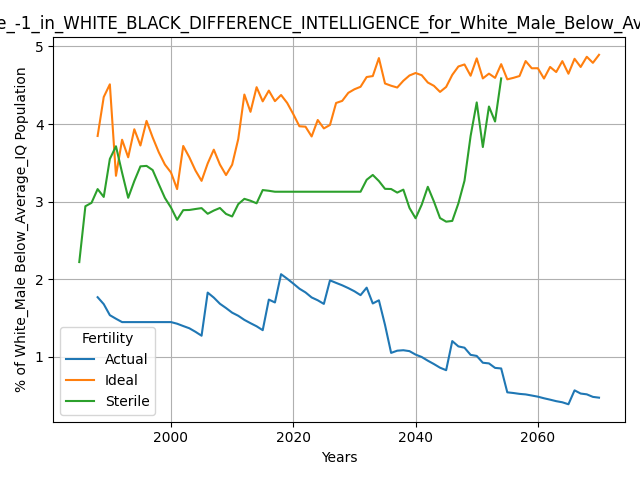 e_-1_in_WHITE_BLACK_DIFFERENCE_INTELLIGENCE_for_White_Male_Below_Av
% of White_Male Below_Average_IQ Population
5
4
3
2
1
Fertility
Actual
Ideal
Sterile
2000 2020 2040 2060
Years